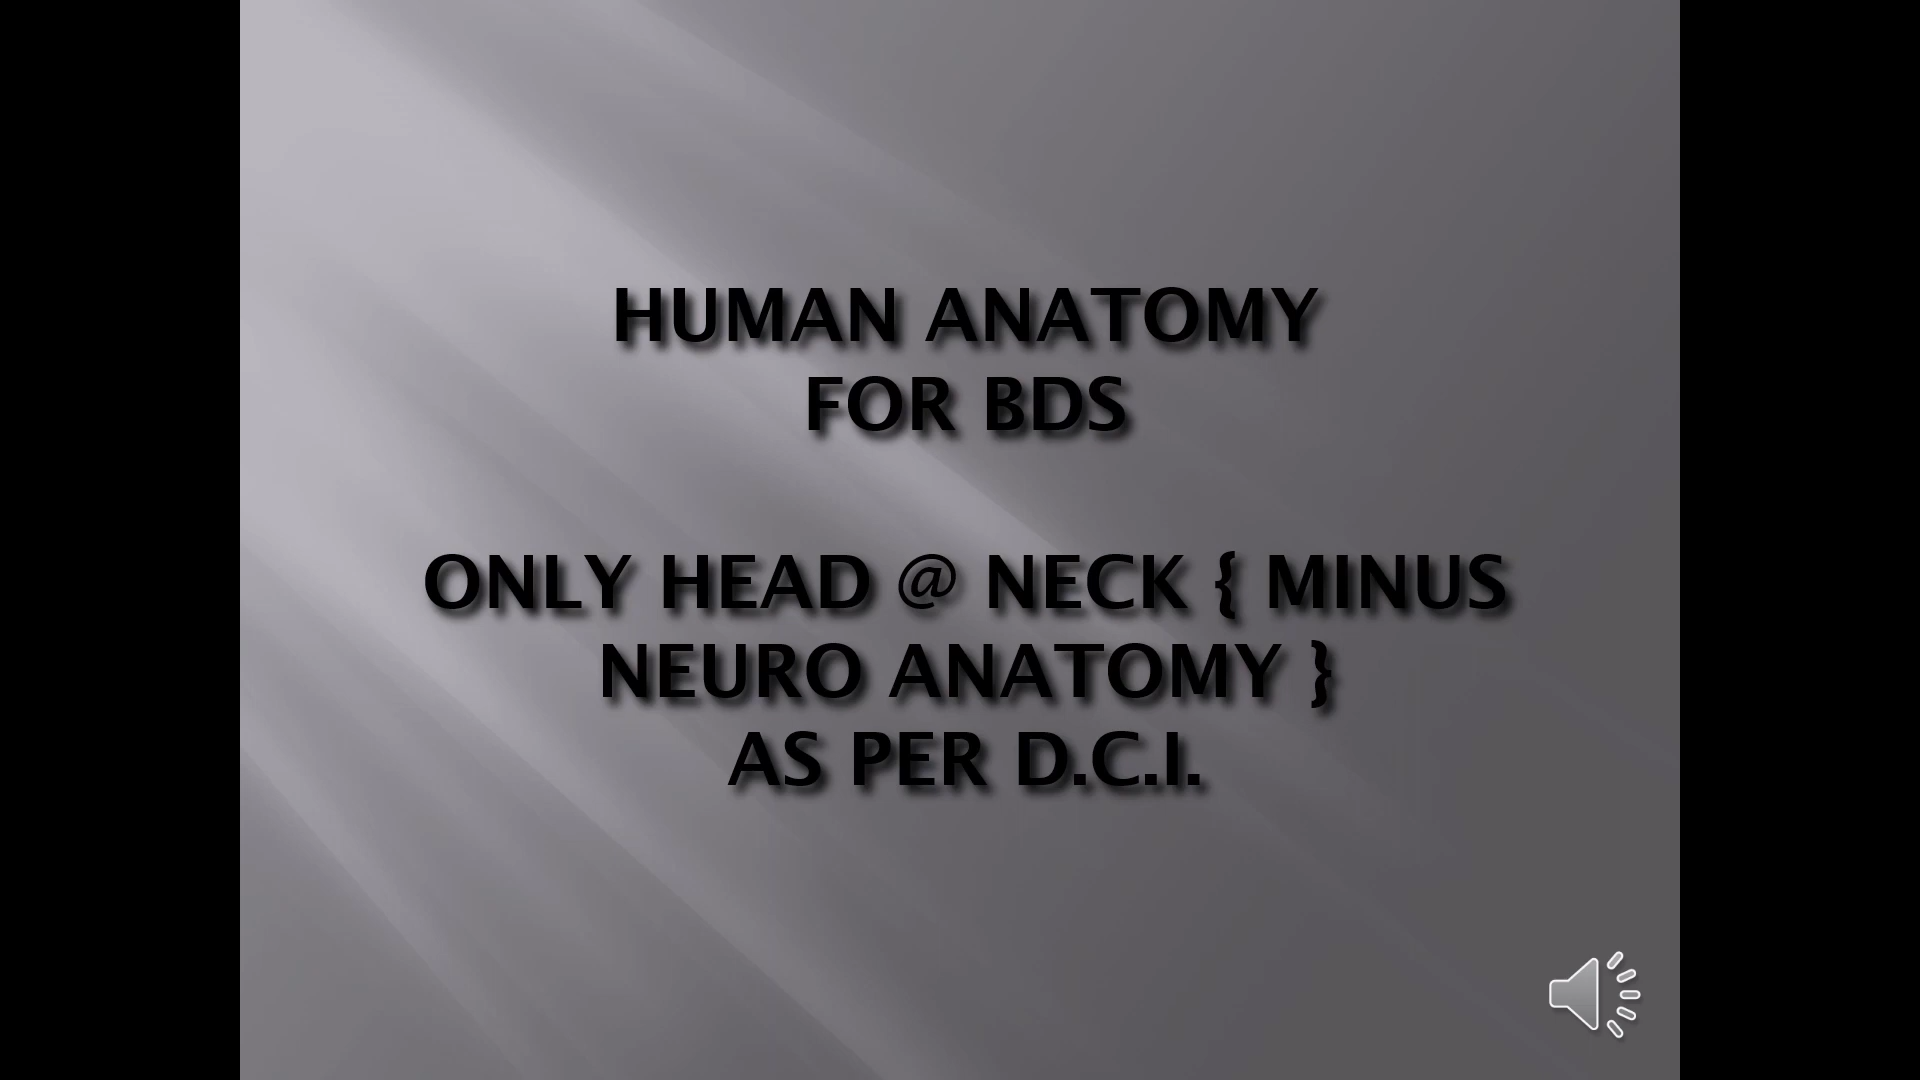 HUMAN ANATOMY
FOR BDS
ONLY HEAD @ NECK { MINUS
NEURO ANATOMY }
AS PER D.C.I.